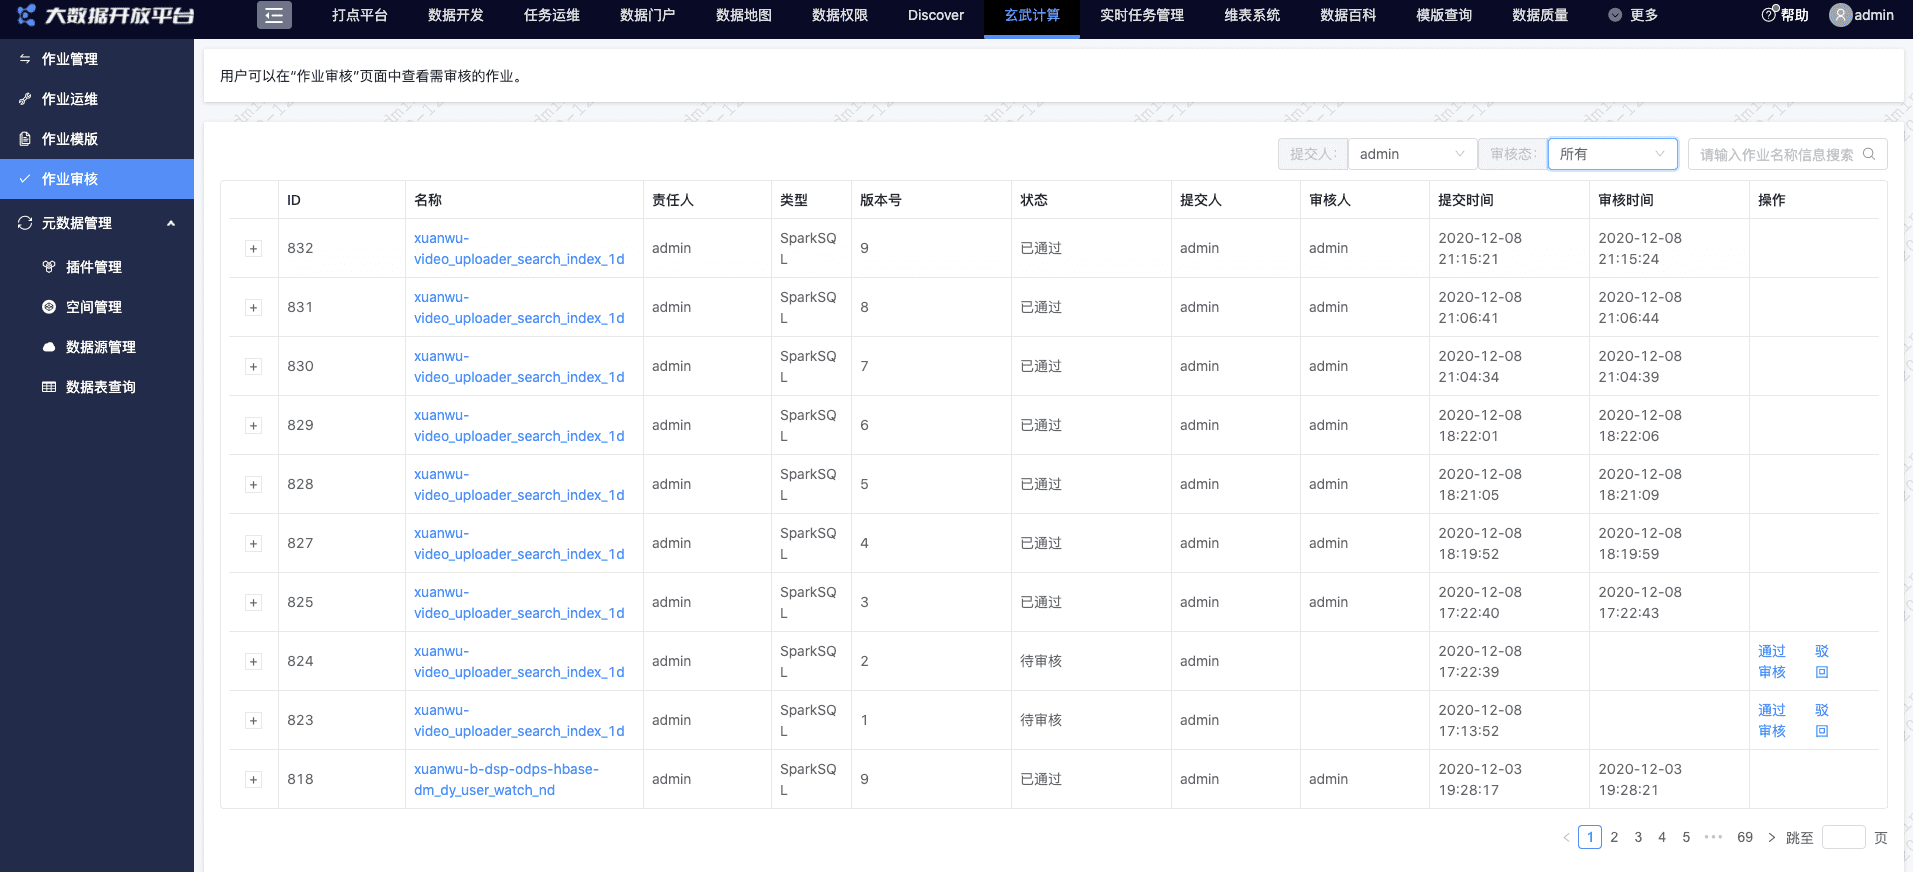 大数据开放平台
打点平台 数据开发 任务运维 数据门户 数据地图 数据权限 Discover 玄武计算 实时任务管理 维表系统 数据百科 模版查询 数据质量 更多 帮助 admin
作业管理
作业运维
作业模版
作业审核
元数据管理
插件管理
空间管理
数据源管理
数据表查询
用户可以在“作业审核”页面中查看需审核的作业。
提交人: admin 审核态: 所有 请输入作业名称信息搜索
ID 名称 责任人 类型 版本号 状态 提交人 审核人 提交时间 审核时间 操作
832 xuanwu-video_uploader_search_index_1d admin SparkSQL 9 已通过 admin admin 2020-12-08 21:15:21 2020-12-08 21:15:24
831 xuanwu-video_uploader_search_index_1d admin SparkSQL 8 已通过 admin admin 2020-12-08 21:06:41 2020-12-08 21:06:44
830 xuanwu-video_uploader_search_index_1d admin SparkSQL 7 已通过 admin admin 2020-12-08 21:04:34 2020-12-08 21:04:39
829 xuanwu-video_uploader_search_index_1d admin SparkSQL 6 已通过 admin admin 2020-12-08 18:22:01 2020-12-08 18:22:06
828 xuanwu-video_uploader_search_index_1d admin SparkSQL 5 已通过 admin admin 2020-12-08 18:21:05 2020-12-08 18:21:09
827 xuanwu-video_uploader_search_index_1d admin SparkSQL 4 已通过 admin admin 2020-12-08 18:19:52 2020-12-08 18:19:59
825 xuanwu-video_uploader_search_index_1d admin SparkSQL 3 已通过 admin admin 2020-12-08 17:22:40 2020-12-08 17:22:43
824 xuanwu-video_uploader_search_index_1d admin SparkSQL 2 待审核 admin 2020-12-08 17:22:39 通过审核 驳回
823 xuanwu-video_uploader_search_index_1d admin SparkSQL 1 待审核 admin 2020-12-08 17:13:52 通过审核 驳回
818 xuanwu-b-dsp-odps-hbase-dm_dy_user_watch_nd admin SparkSQL 9 已通过 admin admin 2020-12-03 19:28:17 2020-12-03 19:28:21
1 2 3 4 5 ••• 69 跳至 页